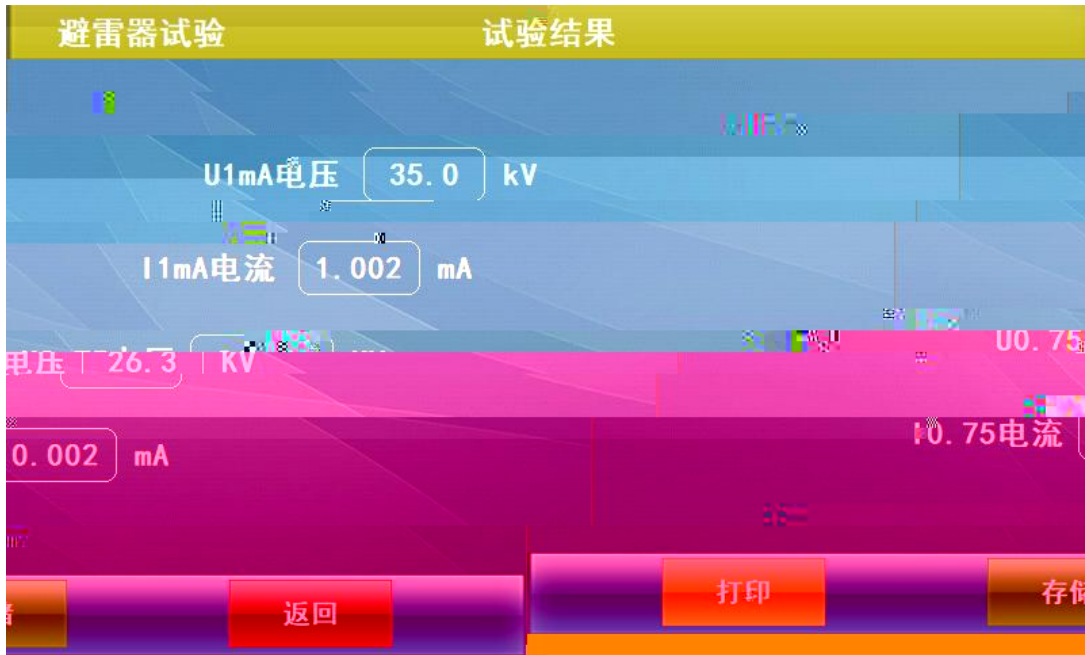 避雷器试验 试验结果
U1mA电压 35.0 kV
I1mA电流 1.002 mA
U0.75
电压 26.3 KV
I0.75电流
0.002 mA
打印 存储
返回